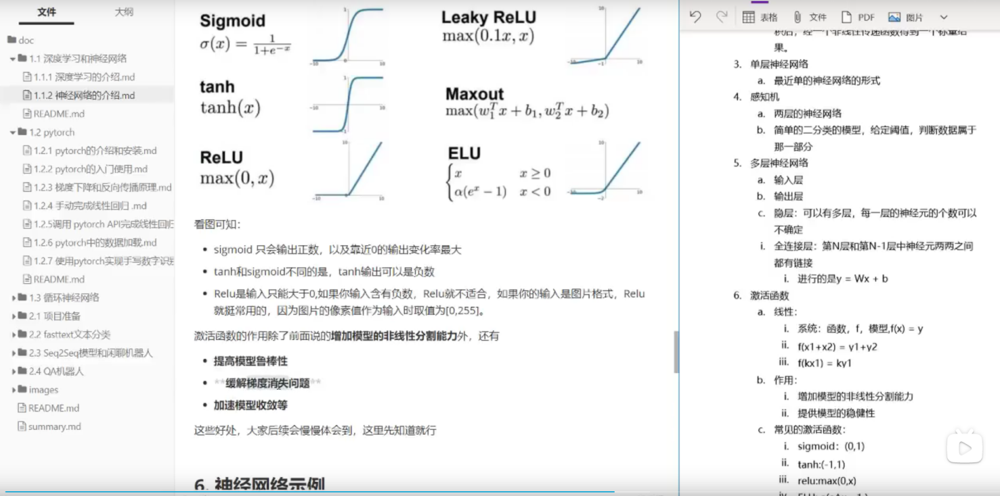 文件
大纲
doc
1.1 深度学习和神经网络
1.1.1 深度学习的介绍.md
1.1.2 神经网络的介绍.md
README.md
1.2 pytorch
1.2.1 pytorch的介绍和安装.md
1.2.2 pytorch的入门使用.md
1.2.3 梯度下降和反向传播原理.md
1.2.4 手动完成线性回归 .md
1.2.5调用 pytorch API完成线性回归
1.2.6 pytorch中的数据加载.md
1.2.7 使用pytorch实现手写数字识别
README.md
1.3 循环神经网络
2.1 项目准备
2.2 fasttext文本分类
2.3 Seq2Seq模型和闲聊机器人
2.4 QA机器人
images
README.md
summary.md
Sigmoid
σ(x) = 1/(1+e^{-x})
1
-10 0 10
tanh
tanh(x)
1
-10 10
-1
ReLU
max(0, x)
10
-10 0 10
Leaky ReLU
max(0.1x, x)
10
-10 -1 10
Maxout
max(w_1^T x + b_1, w_2^T x + b_2)
ELU
x x ≥ 0
α(e^x − 1) x < 0
10
-10 -2 10
看图可知：
• sigmoid 只会输出正数，以及靠近0的输出变化率最大
• tanh和sigmoid不同的是，tanh输出可以是负数
• Relu是输入只能大于0,如果你输入含有负数，Relu就不适合，如果你的输入是图片格式，Relu
就挺常用的，因为图片的像素值作为输入时取值为[0,255]。
激活函数的作用除了前面说的增加模型的非线性分割能力外，还有
• 提高模型鲁棒性
• **缓解梯度消失问题**
• 加速模型收敛等
这些好处，大家后续会慢慢体会到，这里先知道就行
6. 神经网络示例
表格 文件 PDF 图片
积后，经一个非线性传递函数得到一个标量结
果。
3. 单层神经网络
a. 最近单的神经网络的形式
4. 感知机
a. 两层的神经网络
b. 简单的二分类的模型，给定阈值，判断数据属于
那一部分
5. 多层神经网络
a. 输入层
b. 输出层
c. 隐层：可以有多层，每一层的神经元的个数可以
不确定
i. 全连接层：第N层和第N-1层中神经元两两之间
都有链接
i. 进行的是y = Wx + b
6. 激活函数
a. 线性：
i. 系统：函数，f，模型,f(x) = y
ii. f(x1+x2) = y1+y2
iii. f(kx1) = ky1
b. 作用：
i. 增加模型的非线性分割能力
ii. 提供模型的稳健性
c. 常见的激活函数：
i. sigmoid：(0,1)
ii. tanh:(-1,1)
iii. relu:max(0,x)